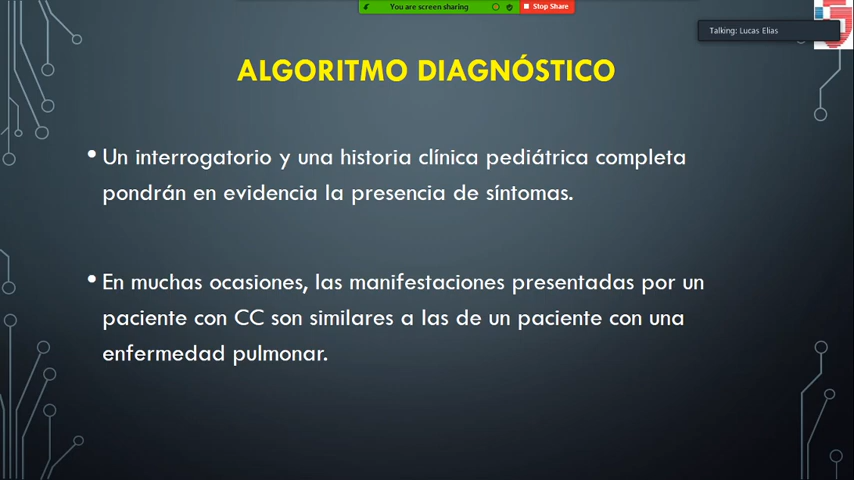 You are screen sharing
Stop Share
Talking: Lucas Elias
ALGORITMO DIAGNÓSTICO
• Un interrogatorio y una historia clínica pediátrica completa
pondrán en evidencia la presencia de síntomas.
• En muchas ocasiones, las manifestaciones presentadas por un
paciente con CC son similares a las de un paciente con una
enfermedad pulmonar.